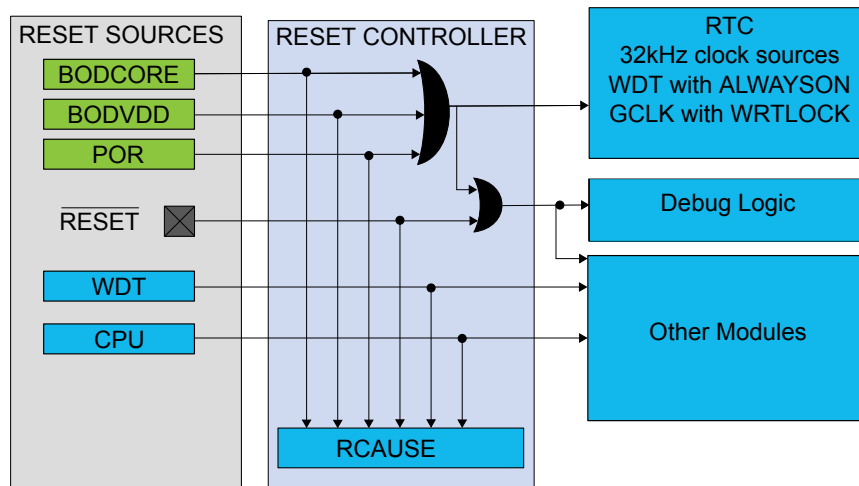 RESET SOURCES
BODCORE
BODVDD
POR
RESET
WDT
CPU
RESET CONTROLLER
RCAUSE
RTC
32kHz clock sources
WDT with ALWAYSON
GCLK with WRTLOCK
Debug Logic
Other Modules